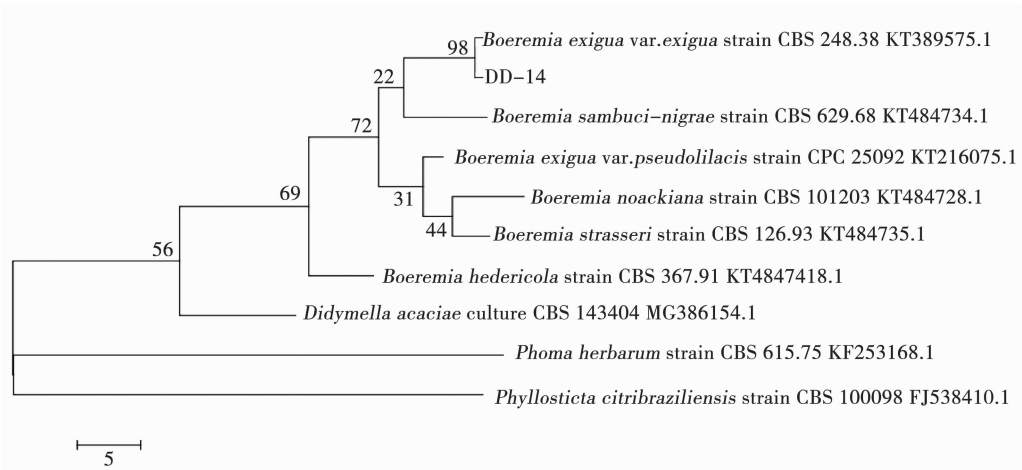 98
Boeremia exigua var.exigua strain CBS 248.38 KT389575.1
DD-14
22
Boeremia sambuci-nigrae strain CBS 629.68 KT484734.1
72
Boeremia exigua var.pseudolilacis strain CPC 25092 KT216075.1
31
Boeremia noackiana strain CBS 101203 KT484728.1
69
44
Boeremia strasseri strain CBS 126.93 KT484735.1
56
Boeremia hedericola strain CBS 367.91 KT4847418.1
Didymella acaciae culture CBS 143404 MG386154.1
Phoma herbarum strain CBS 615.75 KF253168.1
Phyllosticta citribraziliensis strain CBS 100098 FJ538410.1
5